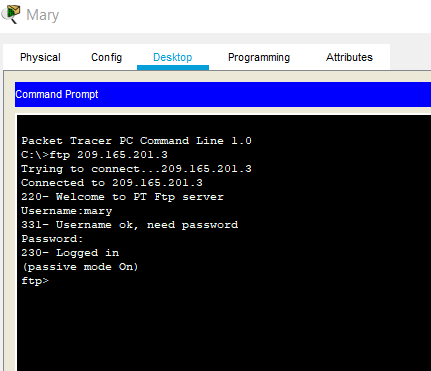 Mary
Physical Config Desktop Programming Attributes
Command Prompt
Packet Tracer PC Command Line 1.0
C:\>ftp 209.165.201.3
Trying to connect...209.165.201.3
Connected to 209.165.201.3
220- Welcome to PT Ftp server
Username:mary
331- Username ok, need password
Password:
230- Logged in
(passive mode On)
ftp>